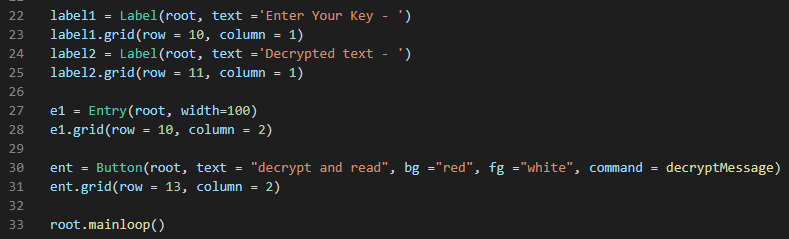 22 label1 = Label(root, text ='Enter Your Key - ')
23 label1.grid(row = 10, column = 1)
24 label2 = Label(root, text ='Decrypted text - ')
25 label2.grid(row = 11, column = 1)
26
27 e1 = Entry(root, width=100)
28 e1.grid(row = 10, column = 2)
29
30 ent = Button(root, text = "decrypt and read", bg ="red", fg ="white", command = decryptMessage)
31 ent.grid(row = 13, column = 2)
32
33 root.mainloop()